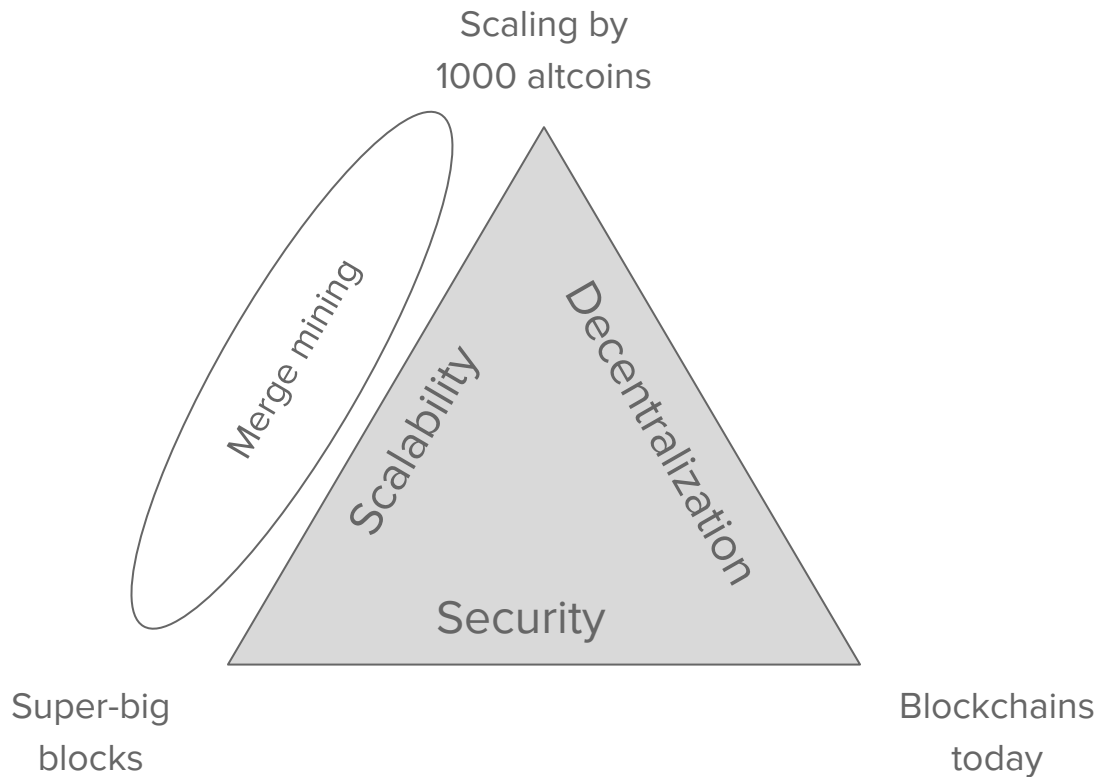 Scaling by
1000 altcoins
Merge mining
Scalability
Decentralization
Security
Super-big
blocks
Blockchains
today